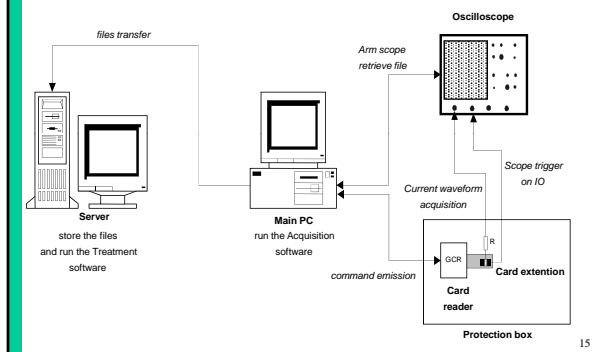 Oscilloscope
files transfer
Arm scope
retrieve file
Scope trigger
on IO
Current waveform
acquisition
Server
store the files
and run the Treatment
software
Main PC
run the Acquisition
software
R
GCR
Card extention
command emission
Card
reader
Protection box
15